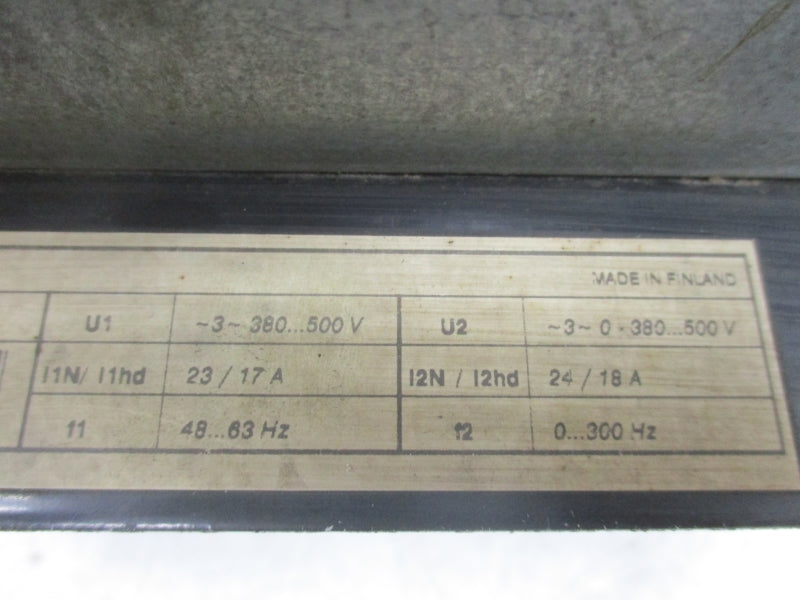 MADE IN FINLAND
U1 ~3~ 380...500 V U2 ~3~ 0 - 380...500 V
I1N/ I1hd 23 / 17 A I2N / I2hd 24 / 18 A
f1 48...63 Hz f2 0...300 Hz